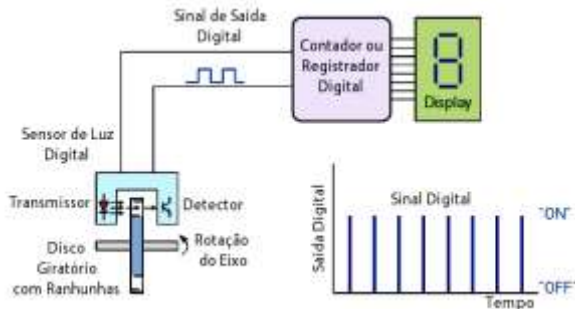 Sinal de Saída
Digital
Contador ou
Registrador
Digital
Display
Sensor de Luz
Digital
Transmissor
Detector
Disco
Giratório
com Ranhunhas
Rotação
do Eixo
Saída Digital
Sinal Digital
"ON"
"OFF"
Tempo